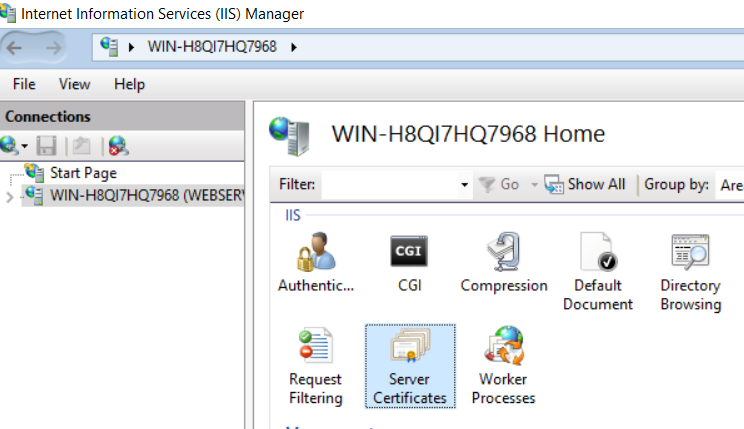 Internet Information Services (IIS) Manager
WIN-H8QI7HQ7968
File View Help
Connections
Start Page
WIN-H8QI7HQ7968 (WEBSER
WIN-H8QI7HQ7968 Home
Filter: Go Show All Group by: Are
IIS
Authentic... CGI Compression Default Document Directory Browsing
CGI
Request Filtering Server Certificates Worker Processes